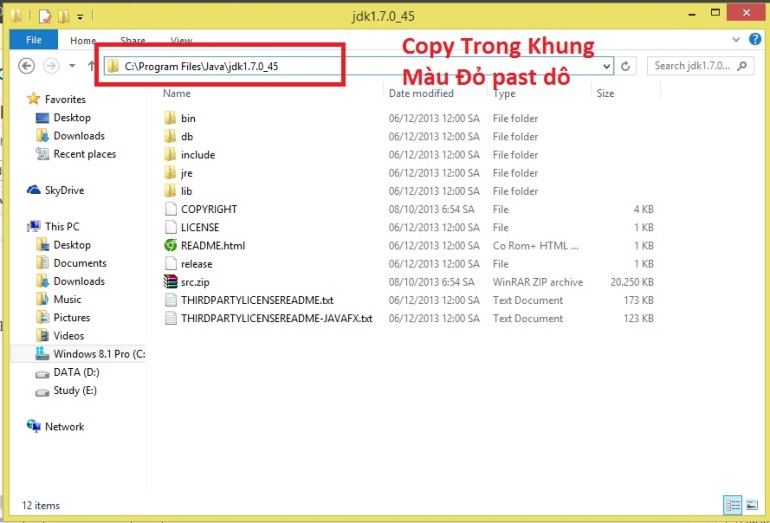 jdk1.7.0_45
File Home Share View
C:\Program Files\Java\jdk1.7.0_45
Search jdk1.7.0...
Copy Trong Khung
Màu Đỏ past dô
Name Date modified Type Size
Favorites
Desktop
Downloads
Recent places
SkyDrive
This PC
Desktop
Documents
Downloads
Music
Pictures
Videos
Windows 8.1 Pro (C:
DATA (D:)
Study (E:)
Network
bin 06/12/2013 12:00 SA File folder
db 06/12/2013 12:00 SA File folder
include 06/12/2013 12:00 SA File folder
jre 06/12/2013 12:00 SA File folder
lib 06/12/2013 12:00 SA File folder
COPYRIGHT 08/10/2013 6:54 SA File 4 KB
LICENSE 06/12/2013 12:00 SA File 1 KB
README.html 06/12/2013 12:00 SA Co Rom+ HTML ... 1 KB
release 06/12/2013 12:00 SA File 1 KB
src.zip 08/10/2013 6:54 SA WinRAR ZIP archive 20.250 KB
THIRDPARTYLICENSEREADME.txt 06/12/2013 12:00 SA Text Document 173 KB
THIRDPARTYLICENSEREADME-JAVAFX.txt 06/12/2013 12:00 SA Text Document 123 KB
12 items